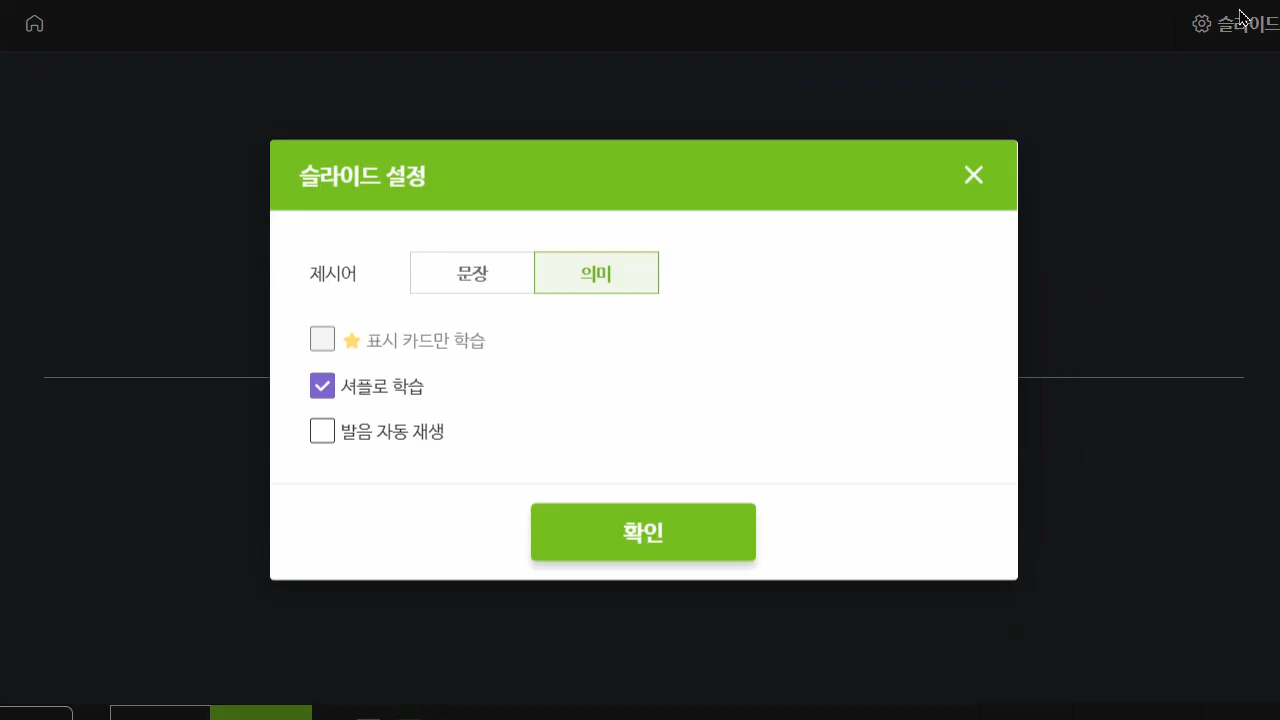 슬라이드
슬라이드 설정
제시어 문장 의미
표시 카드만 학습
셔플로 학습
발음 자동 재생
확인